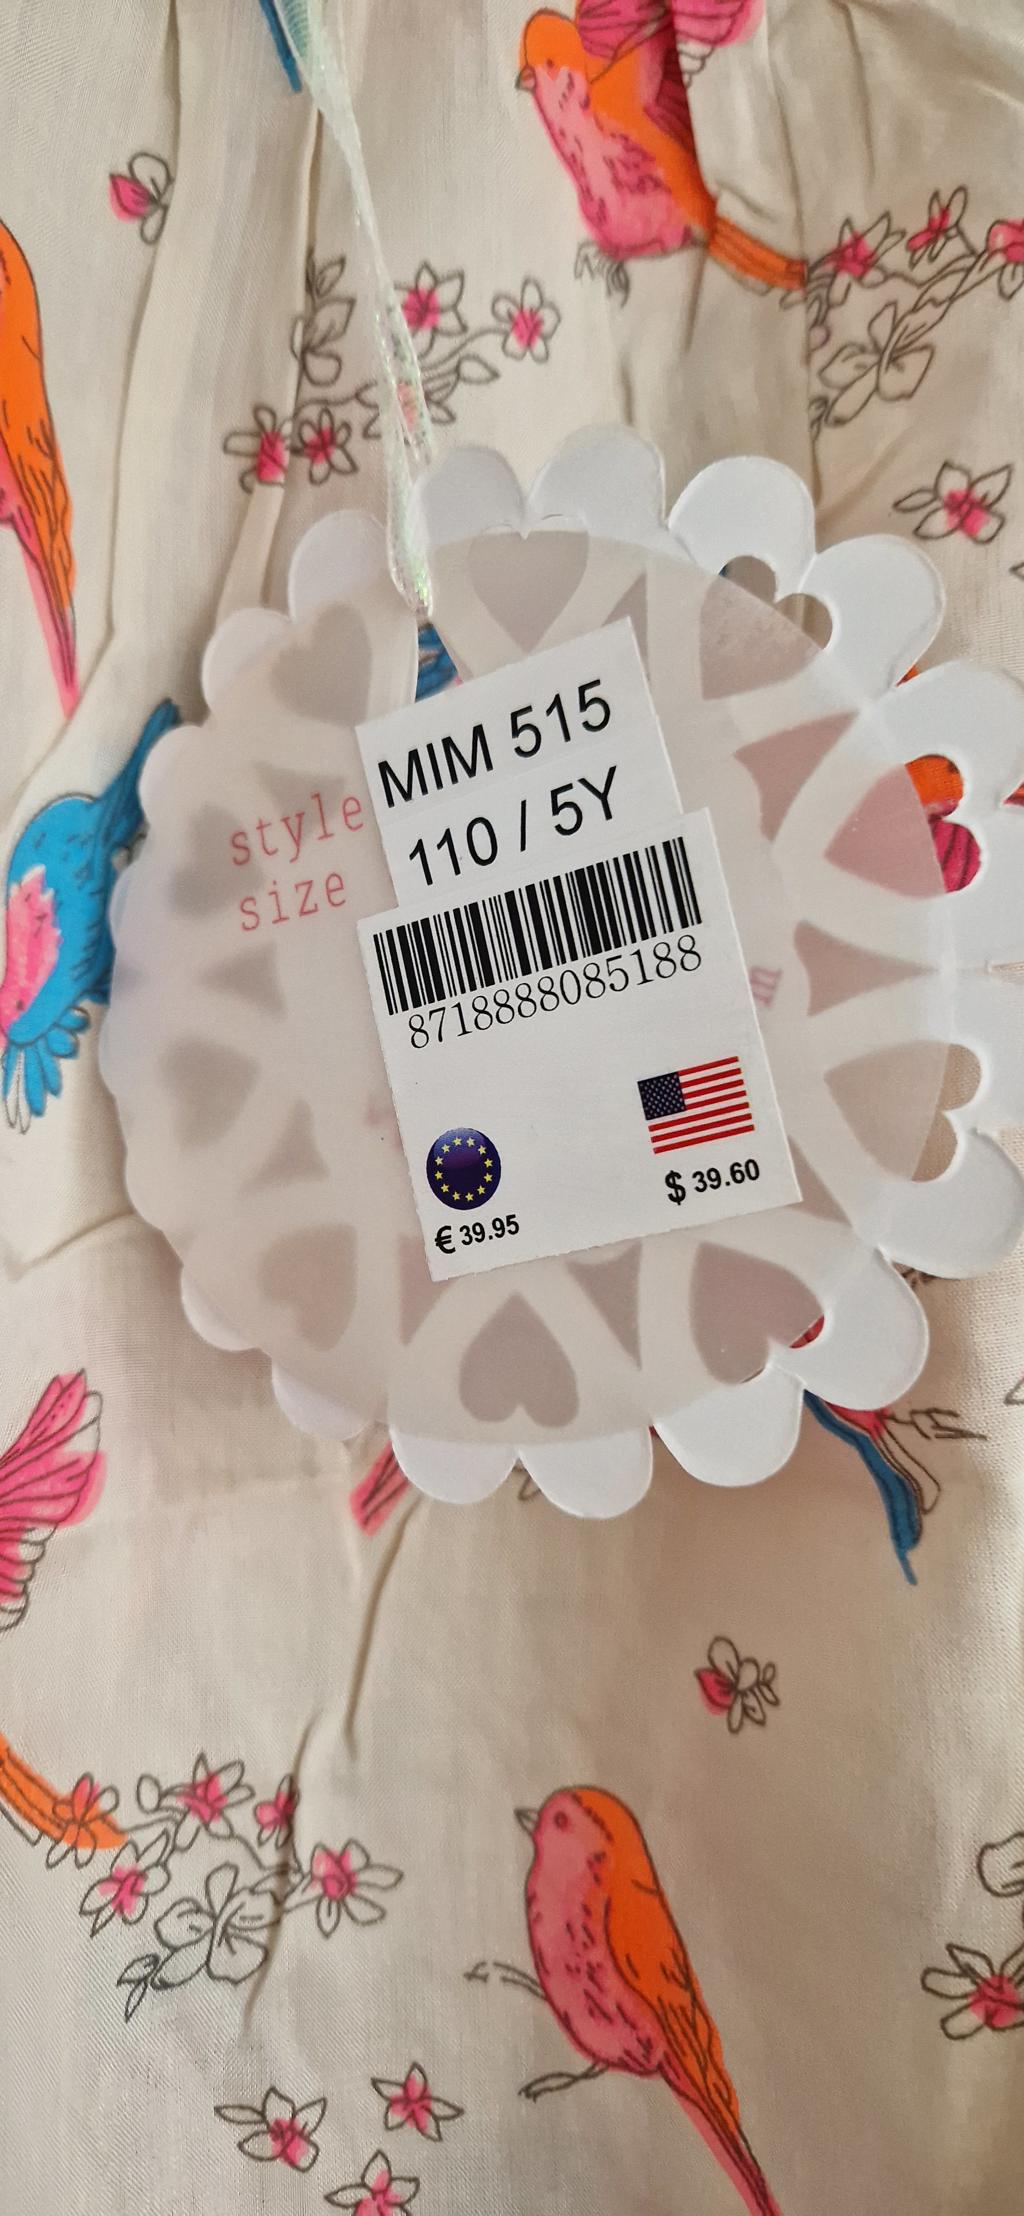 style MIM 515
size 110 / 5Y
8718888085188
€ 39.95 $ 39.60